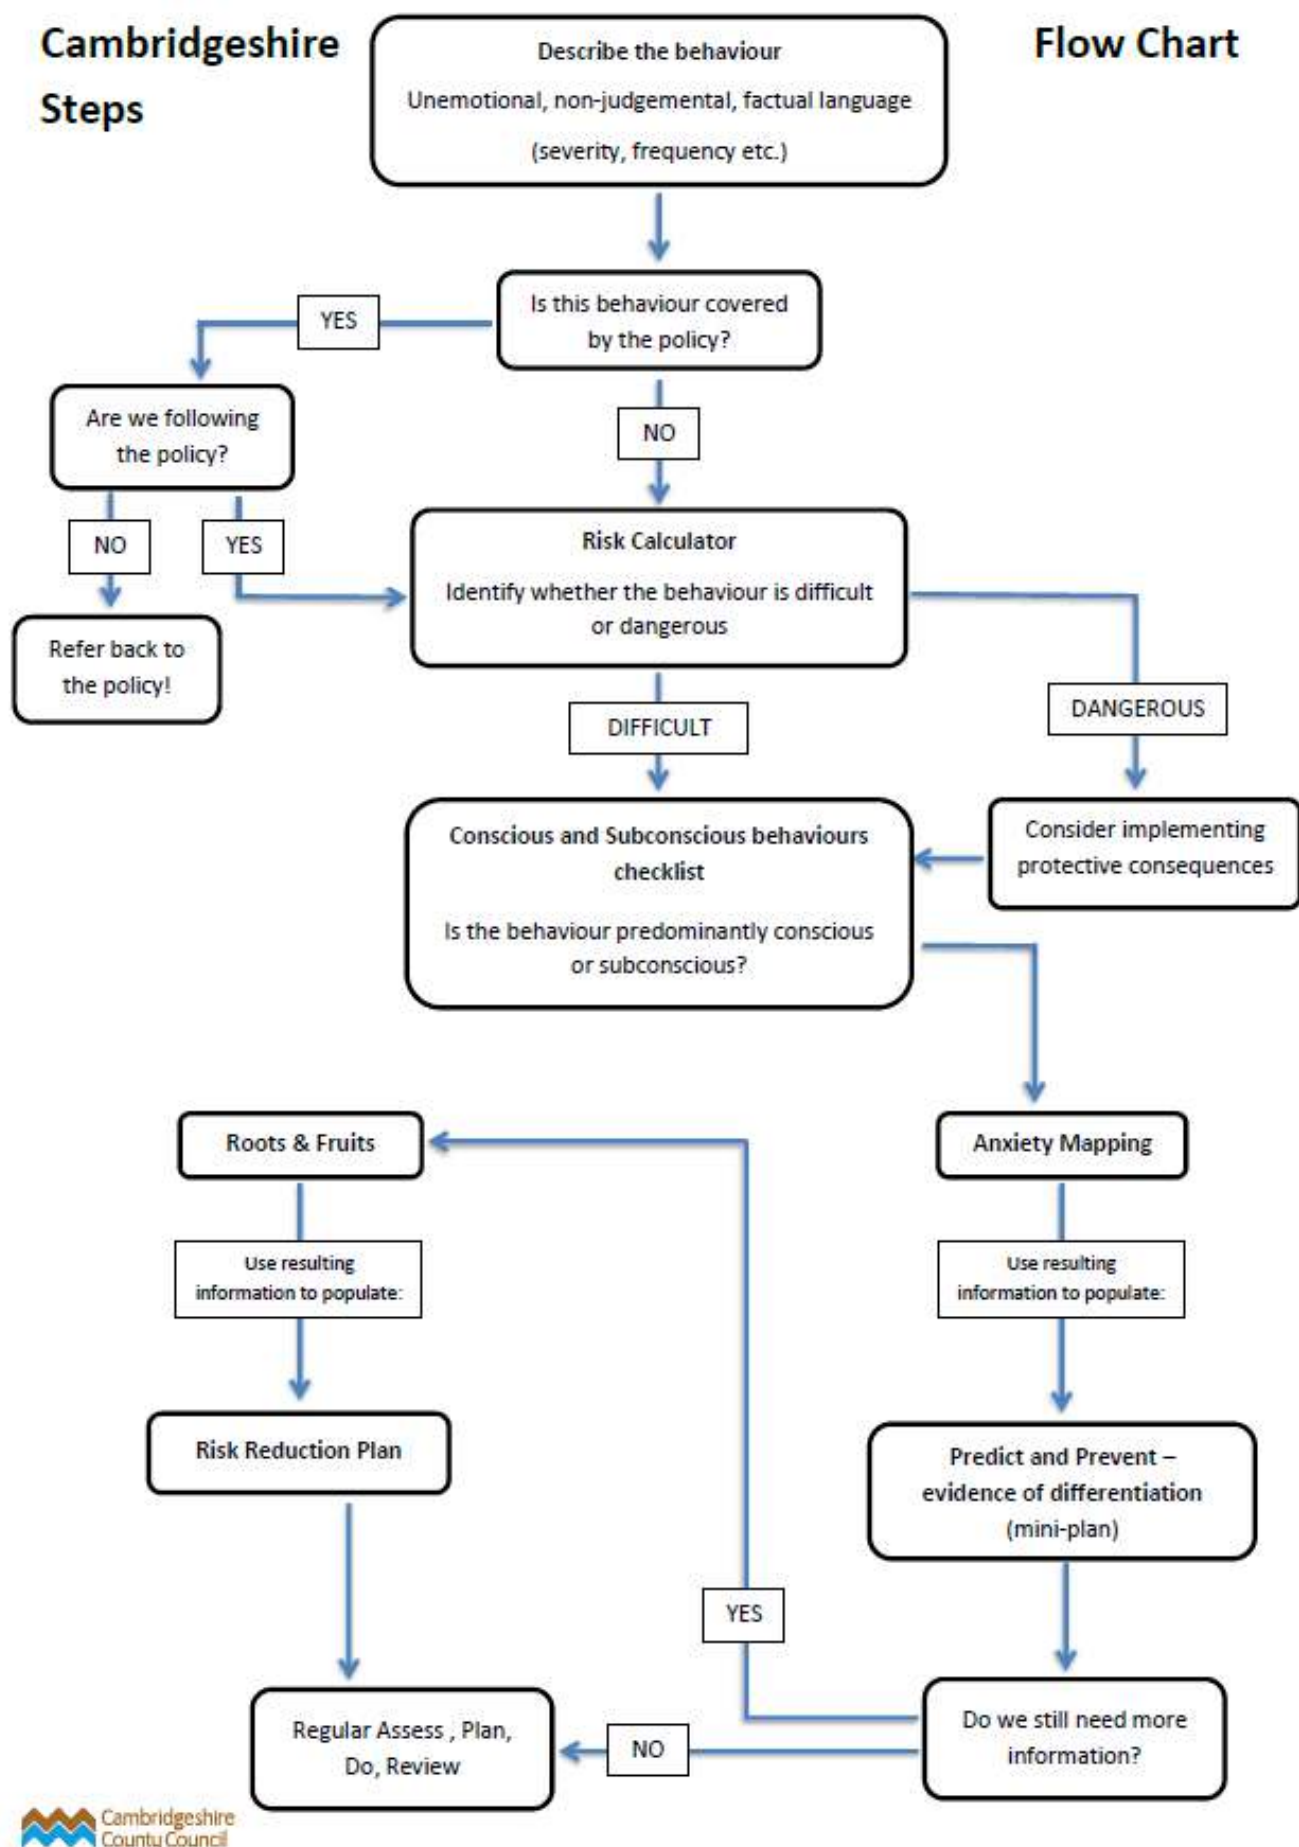 Cambridgeshire
Steps
Flow Chart
Describe the behaviour
Unemotional, non-judgemental, factual language
(severity, frequency etc.)
Is this behaviour covered
by the policy?
YES
NO
Are we following
the policy?
NO
YES
Refer back to
the policy!
Risk Calculator
Identify whether the behaviour is difficult
or dangerous
DIFFICULT
DANGEROUS
Consider implementing
protective consequences
Conscious and Subconscious behaviours
checklist
Is the behaviour predominantly conscious
or subconscious?
Roots & Fruits
Anxiety Mapping
Use resulting
information to populate:
Use resulting
information to populate:
Risk Reduction Plan
Predict and Prevent –
evidence of differentiation
(mini-plan)
YES
Do we still need more
information?
NO
Regular Assess , Plan,
Do, Review
Cambridgeshire
County Council